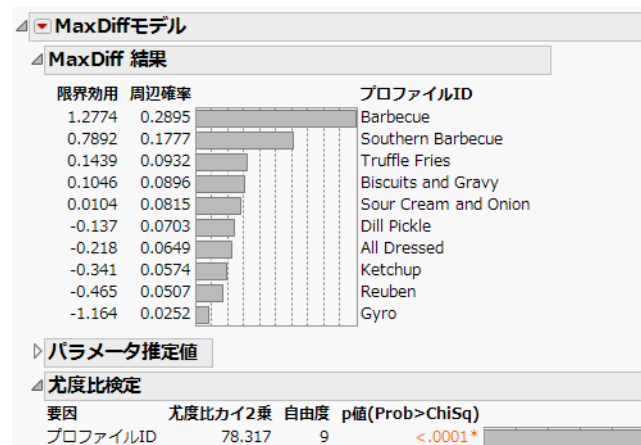 MaxDiffモデル
MaxDiff 結果
限界効用 周辺確率 プロファイルID
1.2774 0.2895 Barbecue
0.7892 0.1777 Southern Barbecue
0.1439 0.0932 Truffle Fries
0.1046 0.0896 Biscuits and Gravy
0.0104 0.0815 Sour Cream and Onion
-0.137 0.0703 Dill Pickle
-0.218 0.0649 All Dressed
-0.341 0.0574 Ketchup
-0.465 0.0507 Reuben
-1.164 0.0252 Gyro
パラメータ推定値
尤度比検定
要因 尤度比カイ2乗 自由度 p値(Prob>ChiSq)
プロファイルID 78.317 9 <.0001*